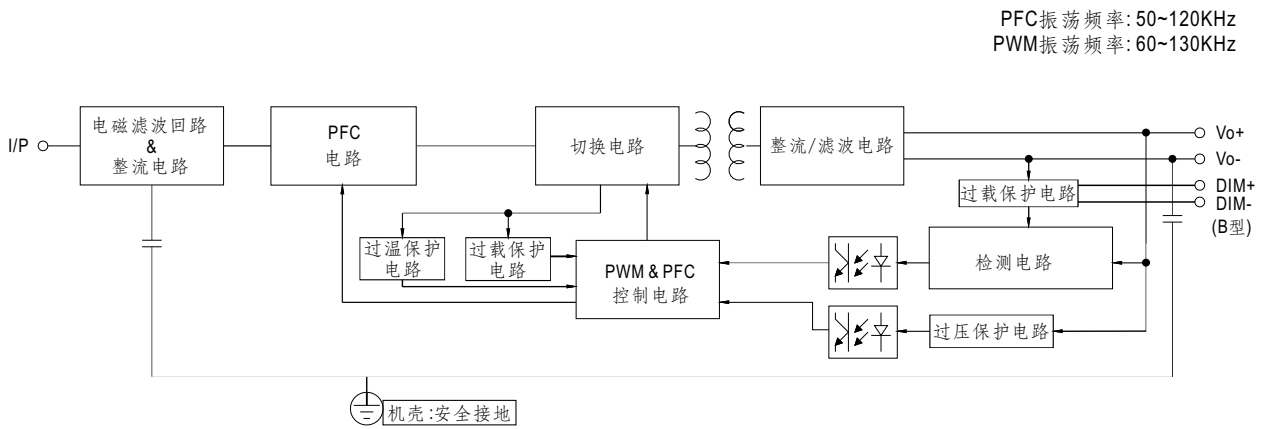 PFC振荡频率: 50~120KHz
PWM振荡频率: 60~130KHz
I/P
电磁滤波回路
&
整流电路
PFC
电路
切换电路
整流/滤波电路
Vo+
Vo-
DIM+
DIM-
(B型)
过载保护电路
过温保护
电路
过载保护
电路
PWM & PFC
控制电路
检测电路
过压保护电路
机壳:安全接地